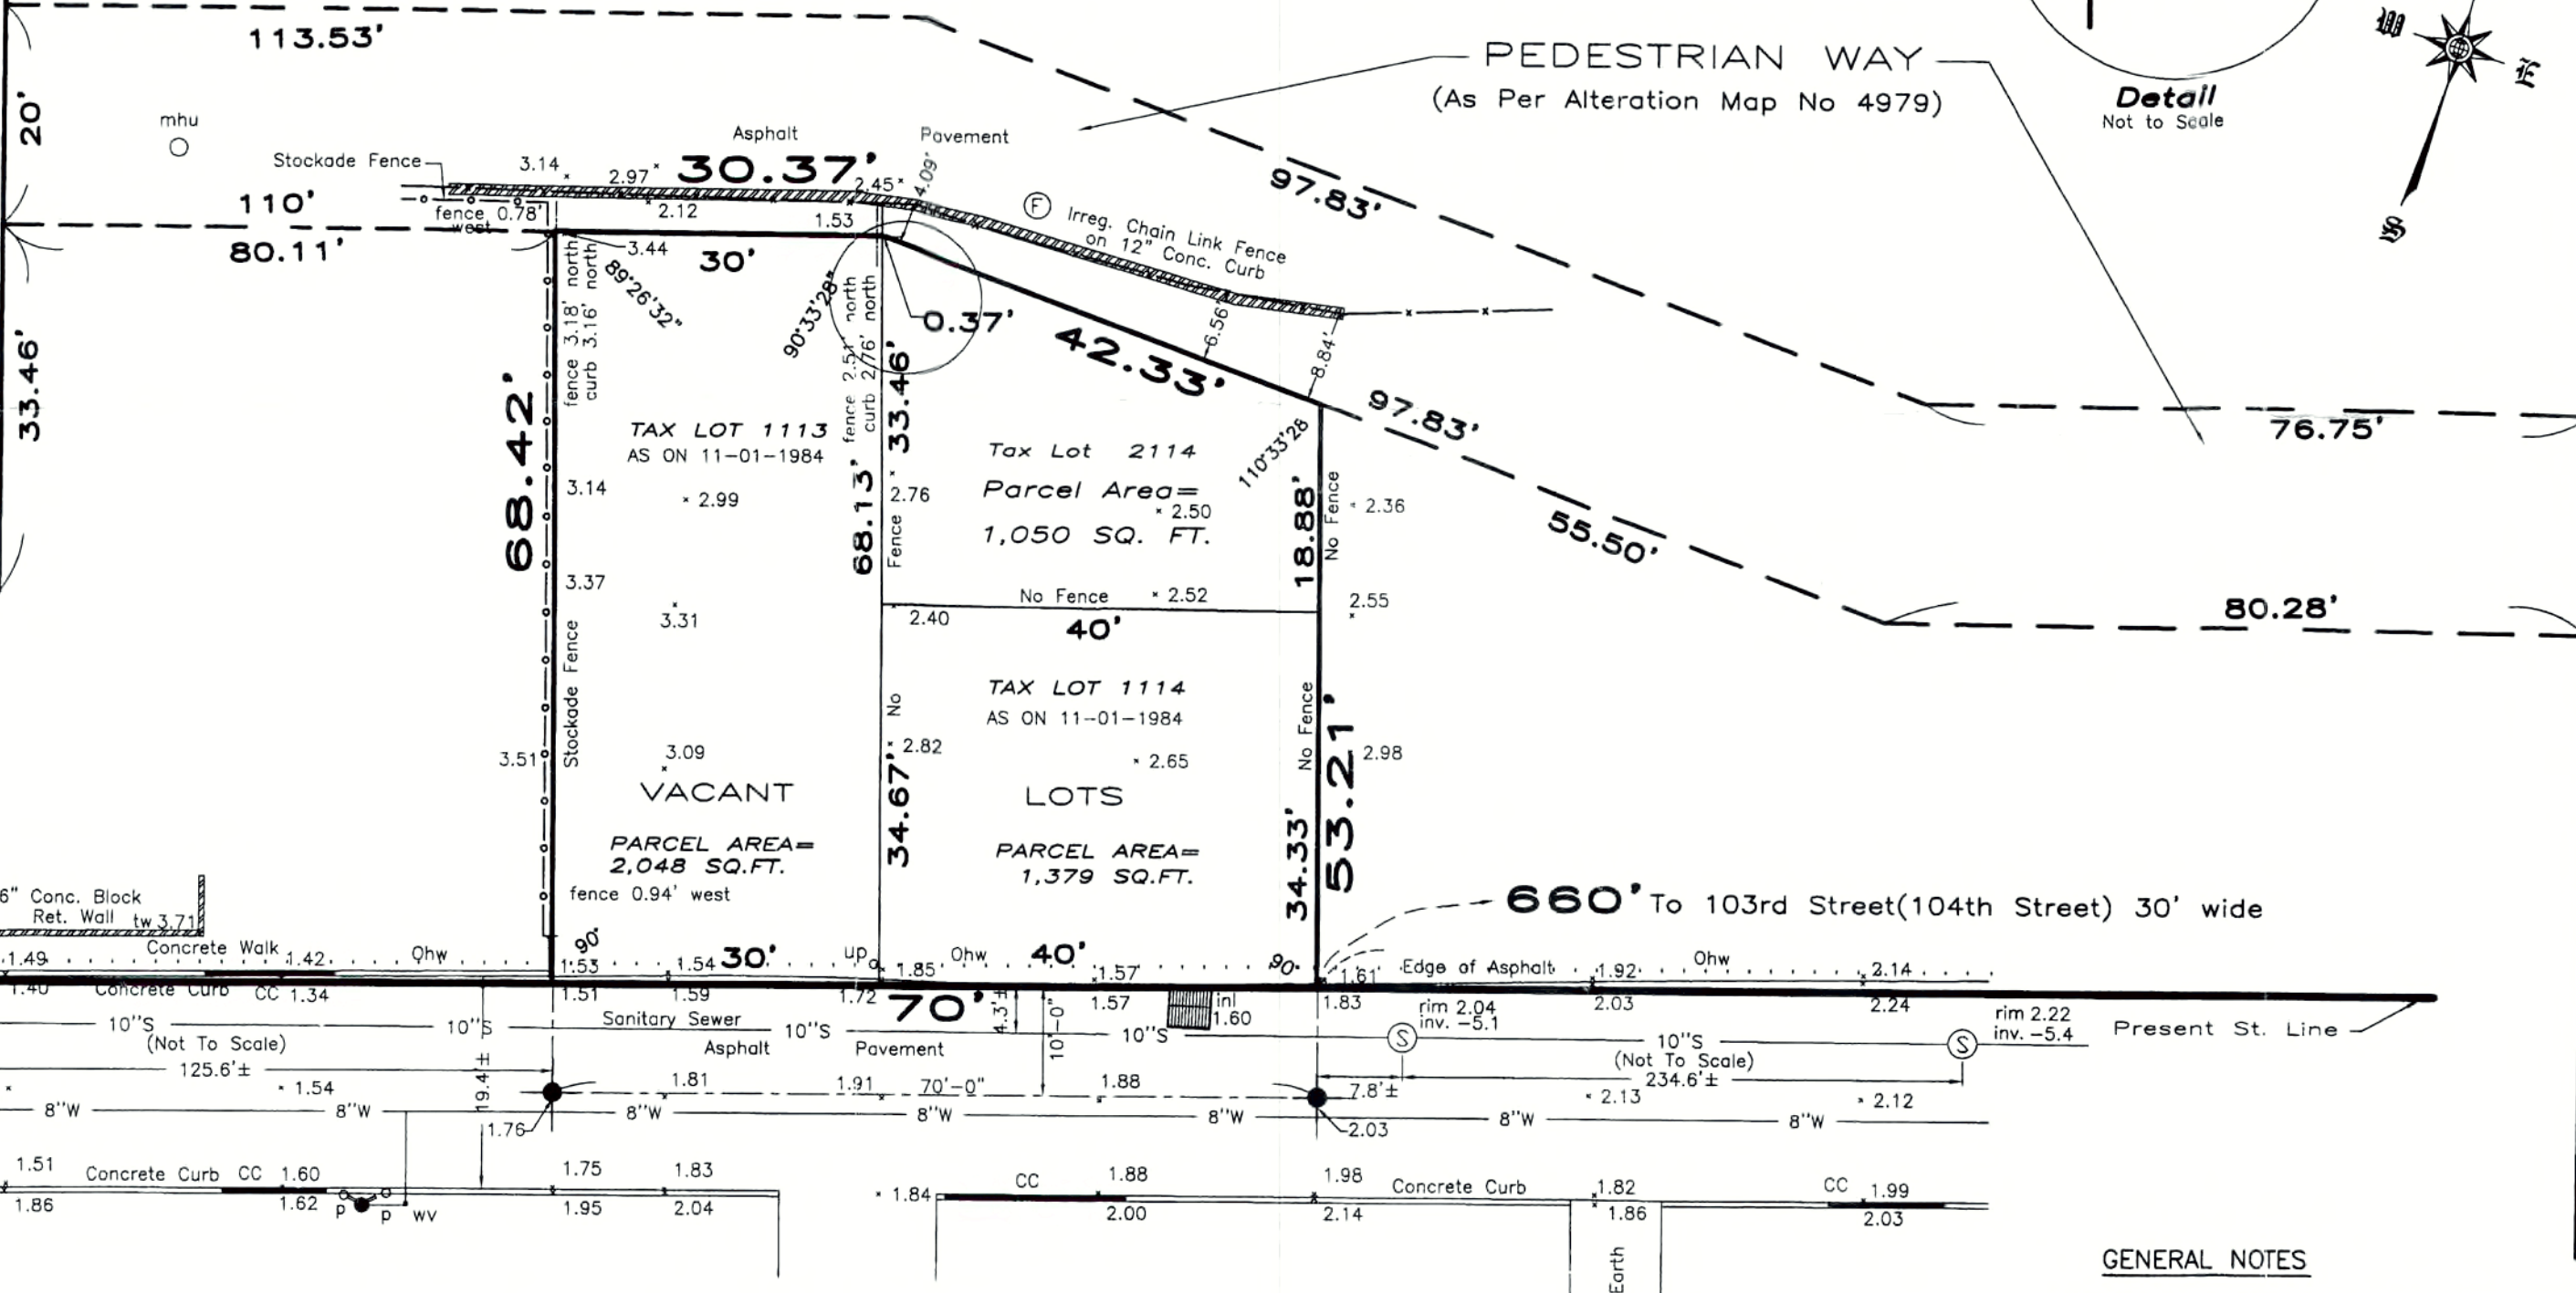 113.53'
20'
mhu
Stockade Fence
110'
80.11'
fence 0.78'
west
33.46'
3.14
2.97
Asphalt Pavement
30.37'
2.45
4.09'
2.12
1.53
3.44
30'
89°26'32"
90°33'28"
0.37'
F
Irreg. Chain Link Fence
on 12" Conc. Curb
6.56'
8.84'
42.33'
PEDESTRIAN WAY
(As Per Alteration Map No 4979)
97.83'
Detail
Not to Scale
W
E
S
76.75'
97.83'
55.50'
80.28'
68.42'
fence 3.18' north
curb 3.16' north
fence 2.51' north
curb 2.76' north
TAX LOT 1113
AS ON 11-01-1984
3.14
2.99
3.37
3.31
Stockade Fence
3.51
3.09
VACANT
PARCEL AREA=
2,048 SQ.FT.
fence 0.94' west
68.13'
33.46'
2.76
No Fence
Tax Lot 2114
Parcel Area=
2.50
1,050 SQ. FT.
110°33'28
18.88'
No Fence
2.36
No Fence
2.52
2.40
40'
2.55
TAX LOT 1114
AS ON 11-01-1984
2.82
2.65
34.67'
LOTS
PARCEL AREA=
1,379 SQ.FT.
No Fence
2.98
34.33'
53.21'
660' To 103rd Street(104th Street) 30' wide
6" Conc. Block
Ret. Wall
tw 3.71
Concrete Walk
1.49
1.42
Ohw
90°
1.53
1.54
30'
up
1.85
Ohw
40'
1.57
90°
1.61
Edge of Asphalt
1.92
Ohw
2.14
1.40
Concrete Curb CC 1.34
1.51
1.59
1.72
70'
4.3'±
1.57
inl
1.60
1.83
2.03
2.24
10"S
10"S
Sanitary Sewer
10"S
10"S
rim 2.04
inv. -5.1
S
10"S
S
rim 2.22
inv. -5.4
Present St. Line
(Not To Scale)
125.6'±
Asphalt Pavement
10'-0"
(Not To Scale)
234.6'±
1.54
19.4'±
1.81
1.91
70'-0"
1.88
7.8'±
2.13
2.12
8"W
8"W
8"W
8"W
8"W
8"W
8"W
1.76
2.03
1.51
Concrete Curb CC 1.60
1.75
1.83
CC
1.88
1.98
Concrete Curb
1.82
CC
1.99
1.86
1.62
p
p
wv
1.95
2.04
1.84
2.00
2.14
1.86
2.03
Earth
GENERAL NOTES